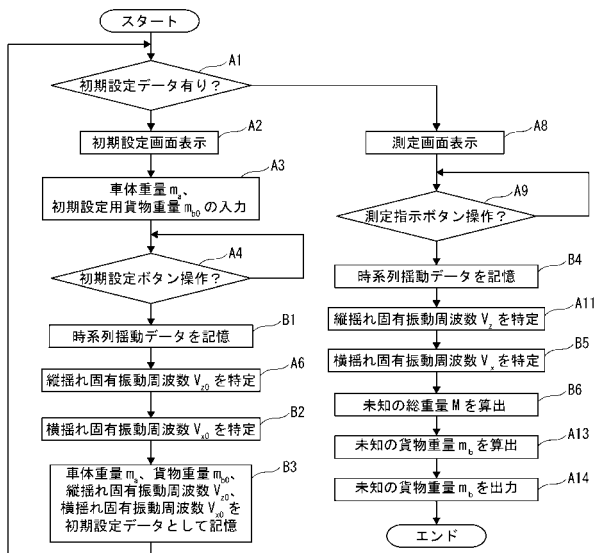 スタート
A1
初期設定データ有り？
A2
初期設定画面表示
A3
車体重量 mₐ、
初期設定用貨物重量 m_b0 の入力
A4
初期設定ボタン操作？
B1
時系列揺動データを記憶
A6
縦揺れ固有振動周波数 V_z0 を特定
B2
横揺れ固有振動周波数 V_x0 を特定
B3
車体重量 mₐ、貨物重量 m_b0、
縦揺れ固有振動周波数 V_z0、
横揺れ固有振動周波数 V_x0 を
初期設定データとして記憶
A8
測定画面表示
A9
測定指示ボタン操作？
B4
時系列揺動データを記憶
A11
縦揺れ固有振動周波数 V_z を特定
B5
横揺れ固有振動周波数 V_x を特定
B6
未知の総重量 M を算出
A13
未知の貨物重量 m_b を算出
A14
未知の貨物重量 m_b を出力
エンド